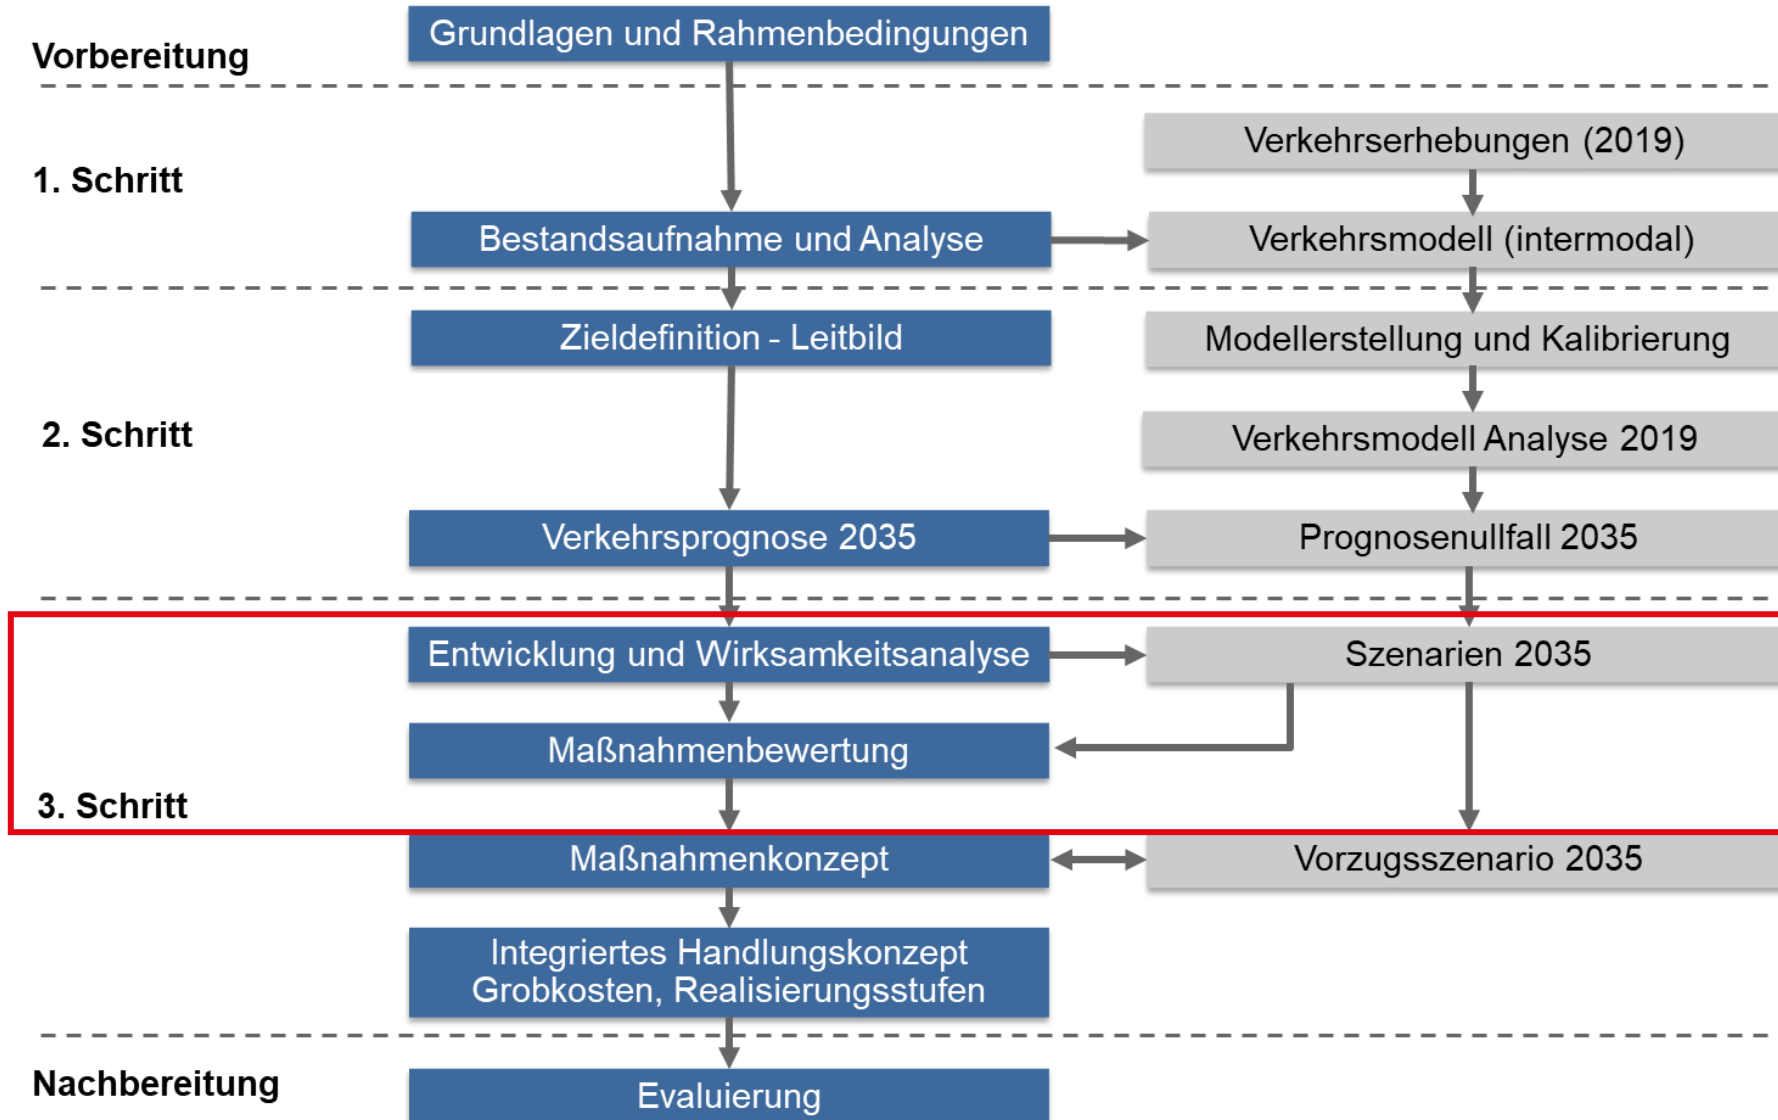 Grundlagen und Rahmenbedingungen
Vorbereitung
Verkehrserhebungen (2019)
1. Schritt
Bestandsaufnahme und Analyse
Verkehrsmodell (intermodal)
Zieldefinition - Leitbild
Modellerstellung und Kalibrierung
2. Schritt
Verkehrsmodell Analyse 2019
Verkehrsprognose 2035
Prognosenullfall 2035
Entwicklung und Wirksamkeitsanalyse
Szenarien 2035
Maßnahmenbewertung
3. Schritt
Maßnahmenkonzept
Vorzugsszenario 2035
Integriertes Handlungskonzept
Grobkosten, Realisierungsstufen
Nachbereitung
Evaluierung